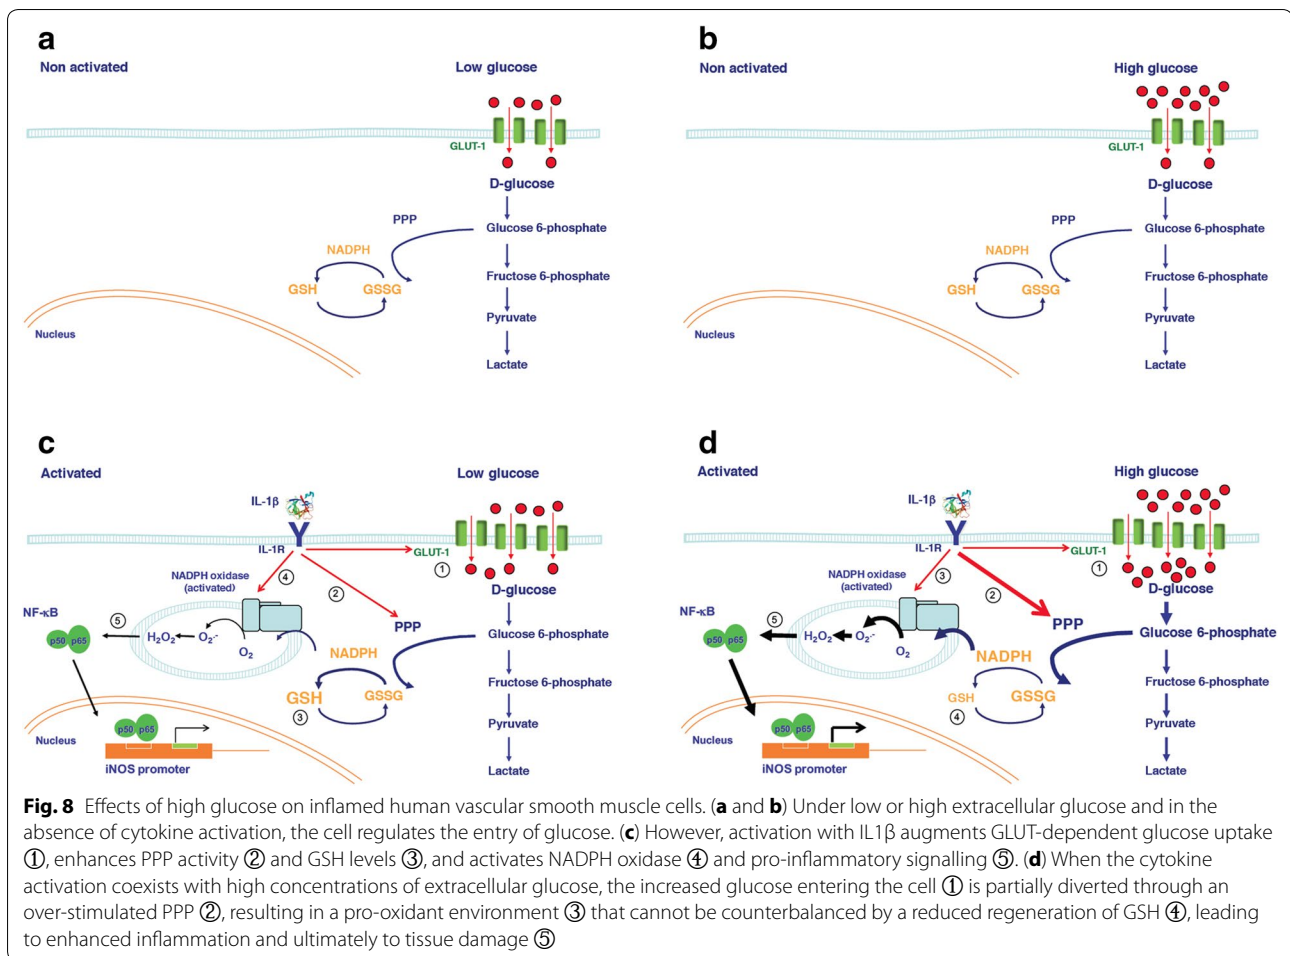 a
Non activated
Low glucose
GLUT-1
D-glucose
PPP
Glucose 6-phosphate
NADPH
Fructose 6-phosphate
GSH
GSSG
Pyruvate
Nucleus
Lactate
b
Non activated
High glucose
GLUT-1
D-glucose
PPP
Glucose 6-phosphate
NADPH
Fructose 6-phosphate
GSH
GSSG
Pyruvate
Nucleus
Lactate
c
Activated
Low glucose
IL-1β
IL-1R
GLUT-1
①
NADPH oxidase
(activated)
④
②
D-glucose
NF-κB
⑤
p50 p65
H₂O₂
O₂·-
O₂
PPP
Glucose 6-phosphate
NADPH
Fructose 6-phosphate
GSH
GSSG
③
Pyruvate
Nucleus
p50 p65
iNOS promoter
Lactate
d
Activated
High glucose
IL-1β
IL-1R
GLUT-1
①
NADPH oxidase
(activated)
③
②
D-glucose
NF-κB
⑤
p50 p65
H₂O₂
O₂·-
O₂
PPP
Glucose 6-phosphate
NADPH
Fructose 6-phosphate
GSH
GSSG
④
Pyruvate
Nucleus
p50 p65
iNOS promoter
Lactate
Fig. 8 Effects of high glucose on inflamed human vascular smooth muscle cells. (a and b) Under low or high extracellular glucose and in the
absence of cytokine activation, the cell regulates the entry of glucose. (c) However, activation with IL1β augments GLUT-dependent glucose uptake
①, enhances PPP activity ② and GSH levels ③, and activates NADPH oxidase ④ and pro-inflammatory signalling ⑤. (d) When the cytokine
activation coexists with high concentrations of extracellular glucose, the increased glucose entering the cell ① is partially diverted through an
over-stimulated PPP ②, resulting in a pro-oxidant environment ③ that cannot be counterbalanced by a reduced regeneration of GSH ④, leading
to enhanced inflammation and ultimately to tissue damage ⑤